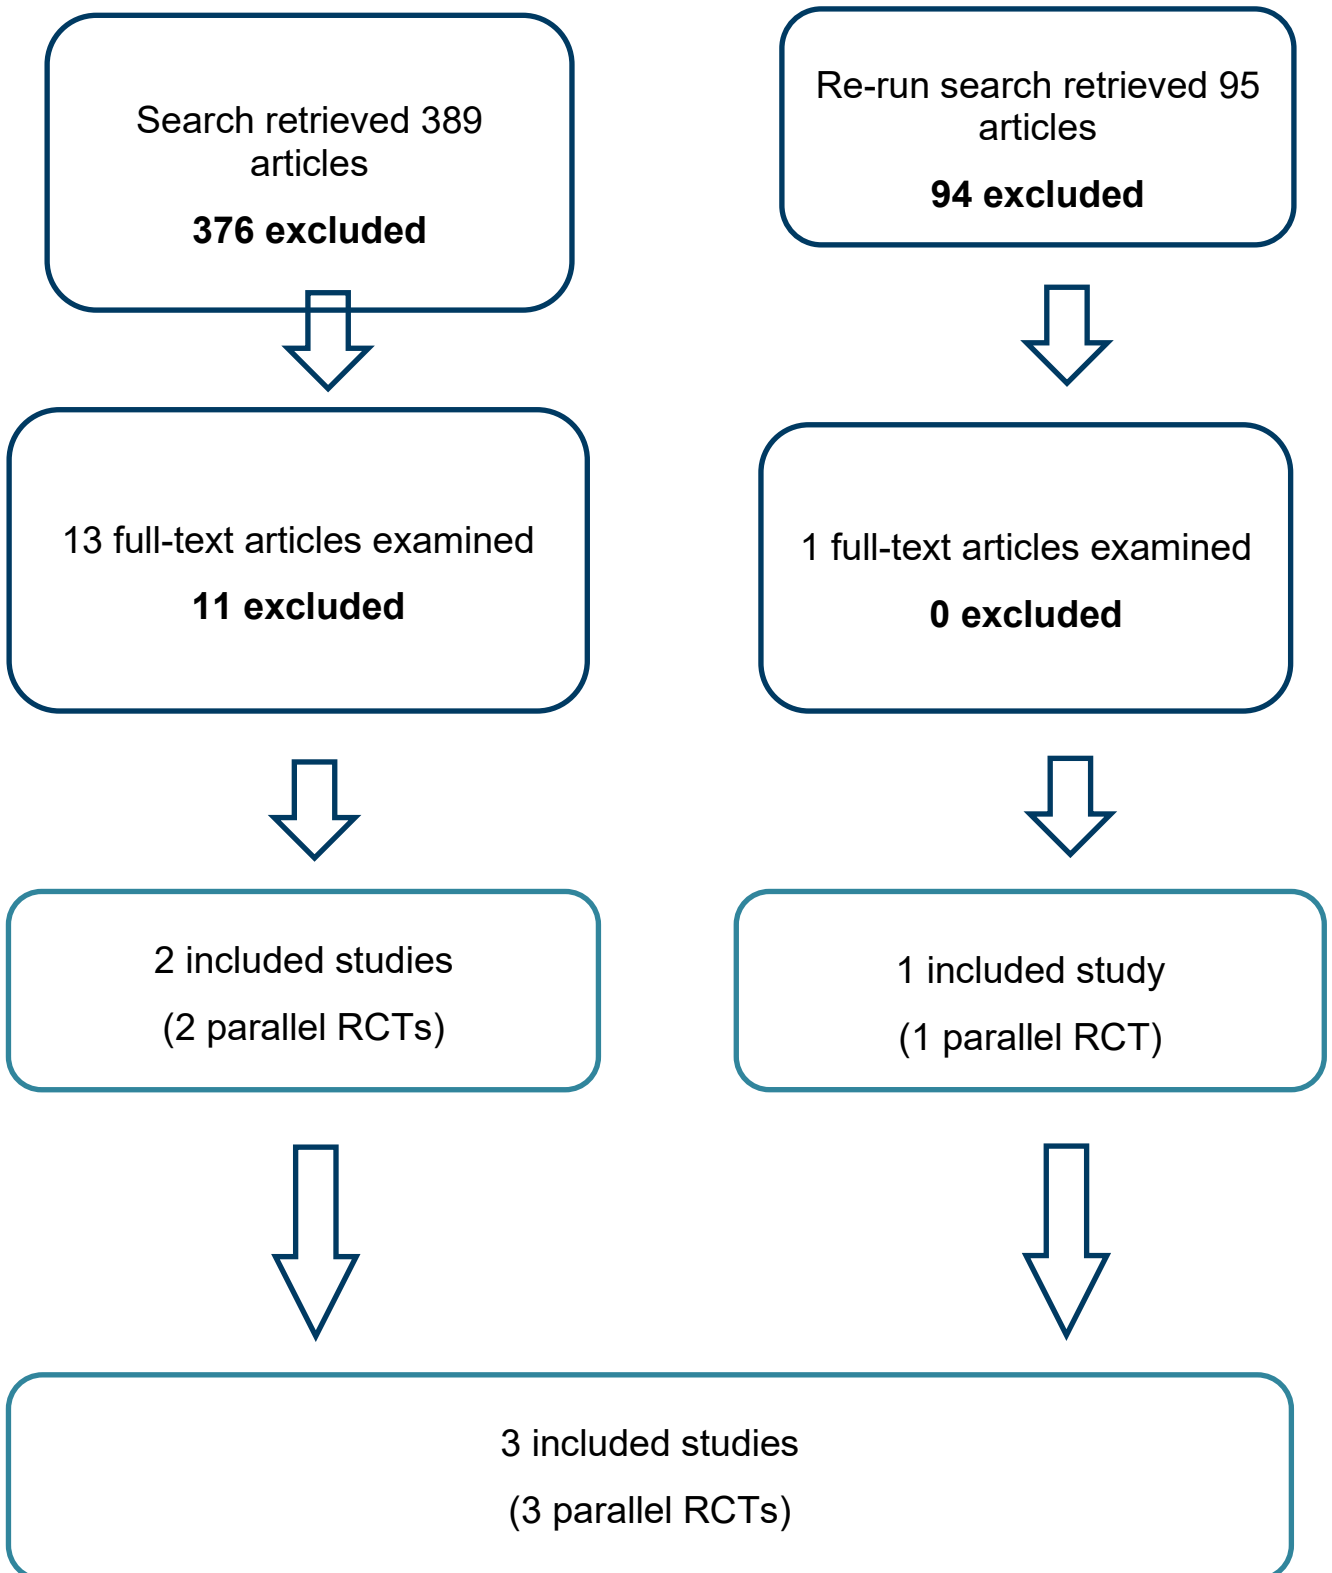 Search retrieved 389
articles
376 excluded
Re-run search retrieved 95
articles
94 excluded
13 full-text articles examined
11 excluded
1 full-text articles examined
0 excluded
2 included studies
(2 parallel RCTs)
1 included study
(1 parallel RCT)
3 included studies
(3 parallel RCTs)